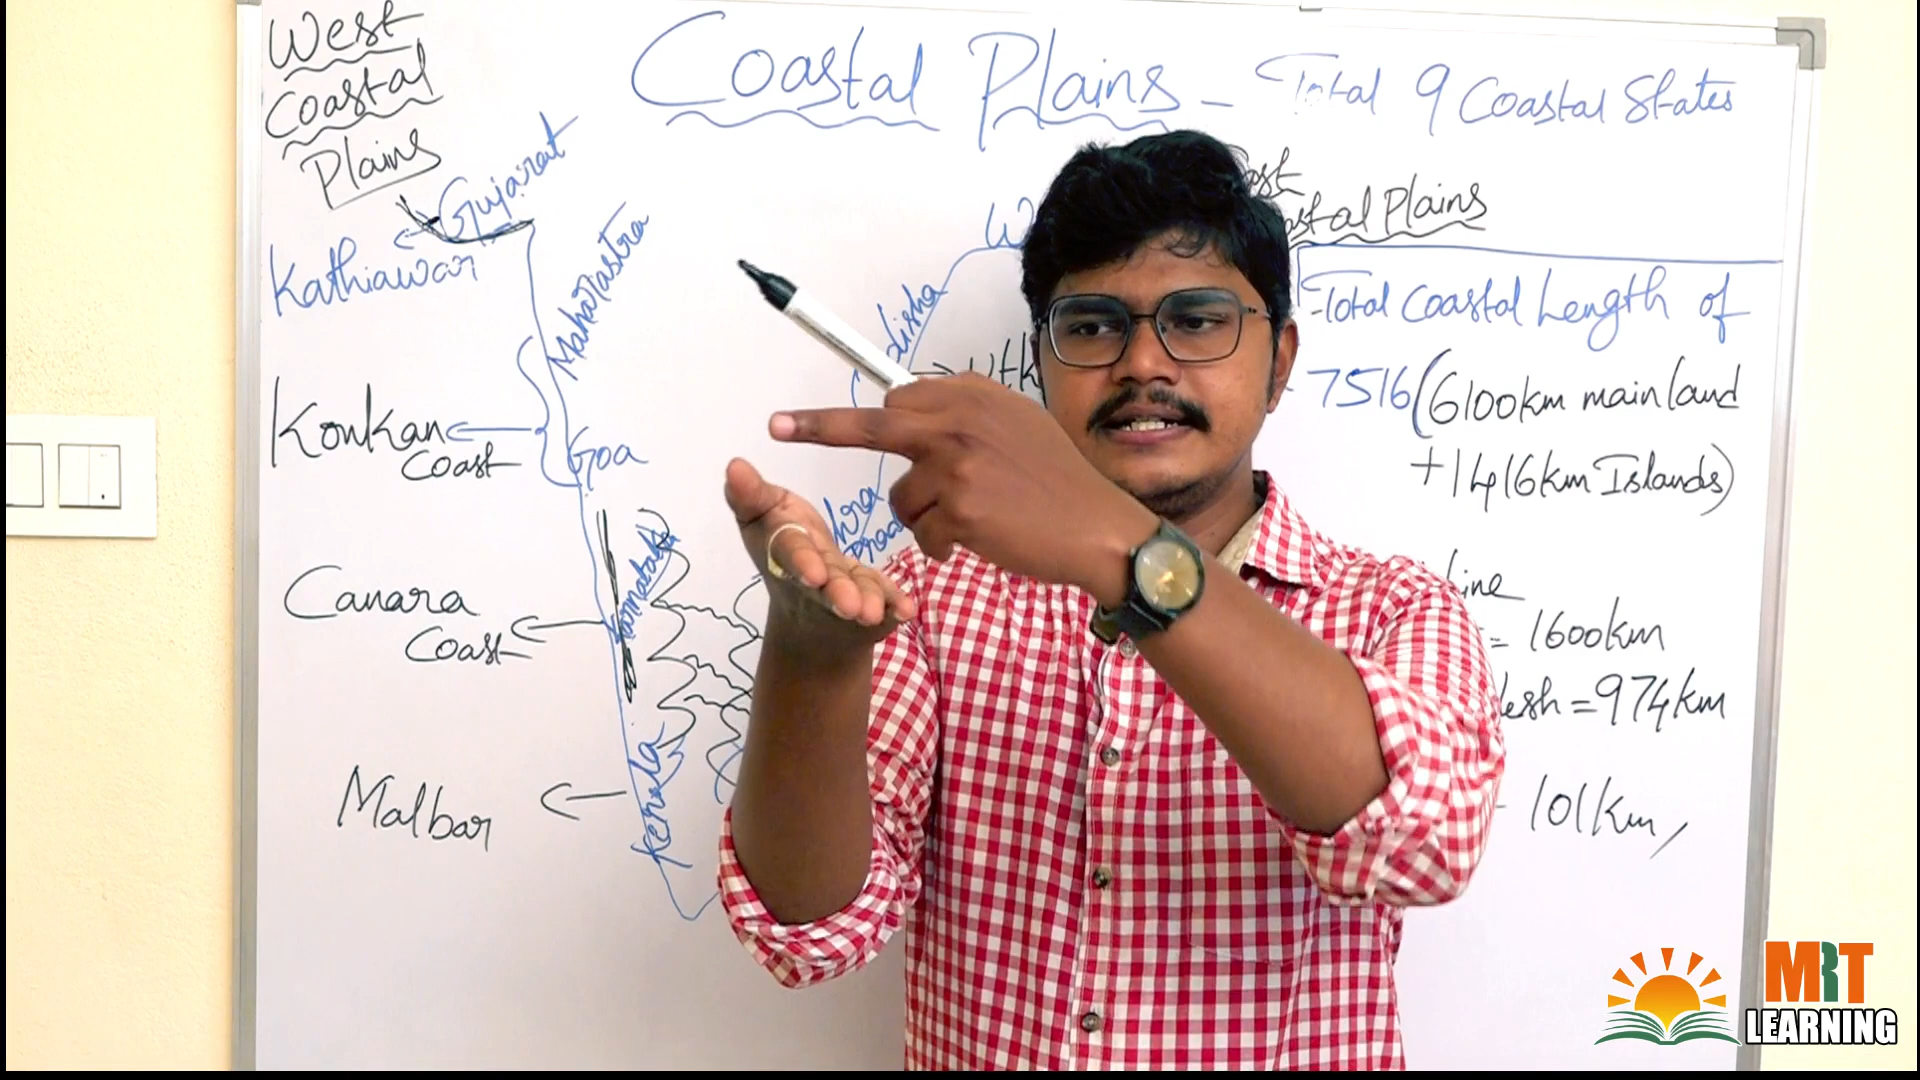 West
Coastal
Plains
Coastal Plains - Total 9 Coastal States
Coastal Plains
Gujarat
Kathiawar
Maharastra
Konkan
Coast
Goa
Canara
Coast
Karnataka
Malbar
Kerala
Total Coastal Length of
7516 (6100km mainland
+1416km Islands)
= 1600km
= 974km
101km
MRT
LEARNING